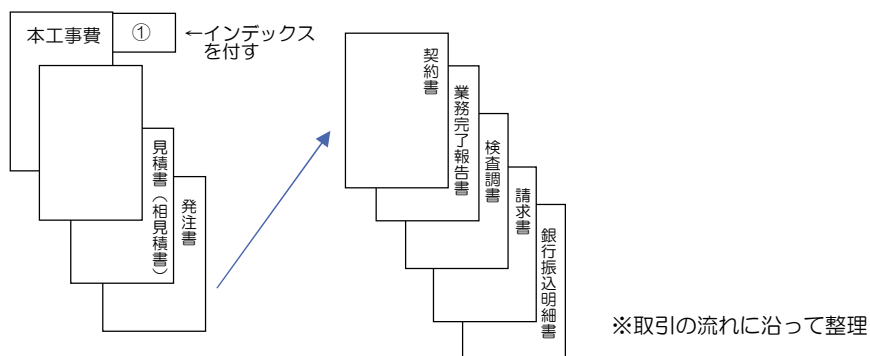 本工事費
①
←インデックス
を付す
見積書（相見積書）
発注書
契約書
業務完了報告書
検査調書
請求書
銀行振込明細書
※取引の流れに沿って整理